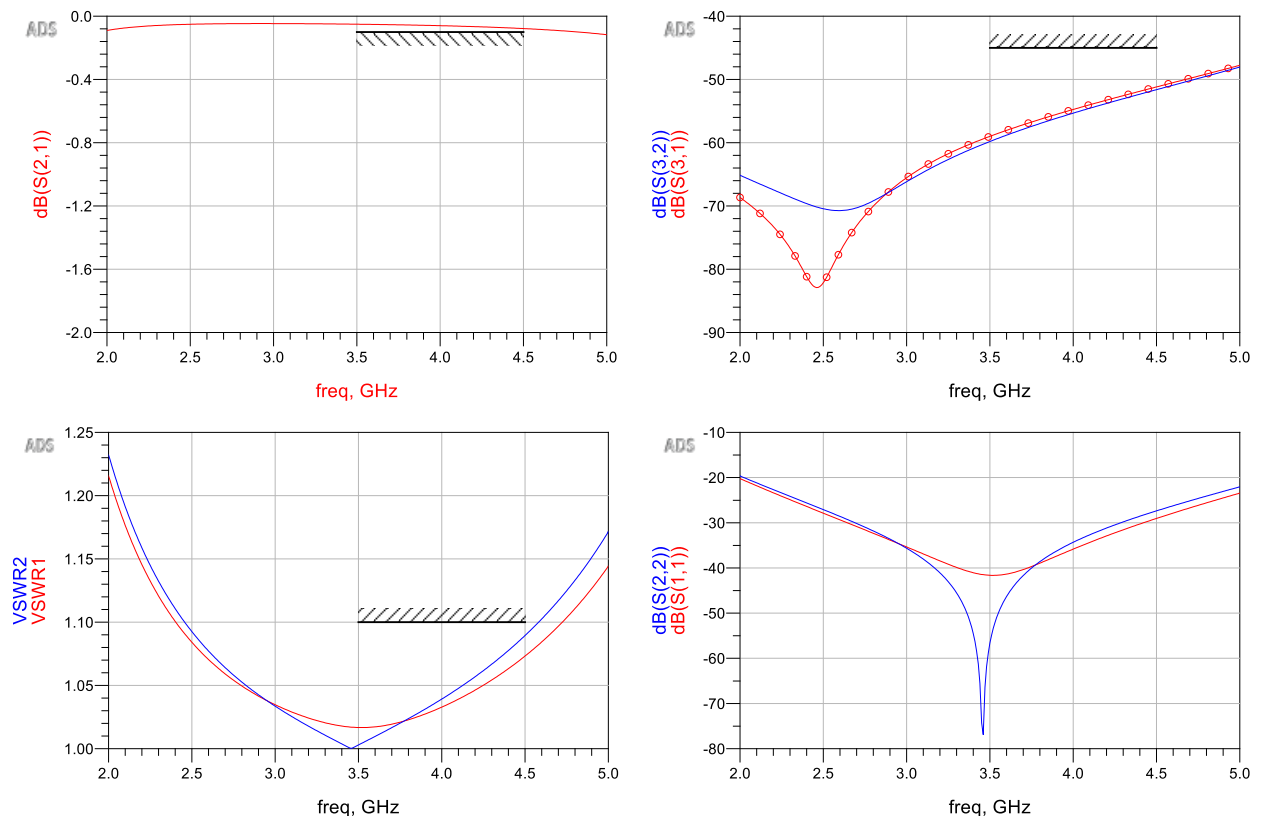 ADS
0.0
-0.4
-0.8
-1.2
-1.6
-2.0
dB(S(2,1))
2.0 2.5 3.0 3.5 4.0 4.5 5.0
freq, GHz
ADS
-40
-50
-60
-70
-80
-90
dB(S(3,2))
dB(S(3,1))
2.0 2.5 3.0 3.5 4.0 4.5 5.0
freq, GHz
ADS
1.25
1.20
1.15
1.10
1.05
1.00
VSWR2
VSWR1
2.0 2.5 3.0 3.5 4.0 4.5 5.0
freq, GHz
ADS
-10
-20
-30
-40
-50
-60
-70
-80
dB(S(2,2))
dB(S(1,1))
2.0 2.5 3.0 3.5 4.0 4.5 5.0
freq, GHz